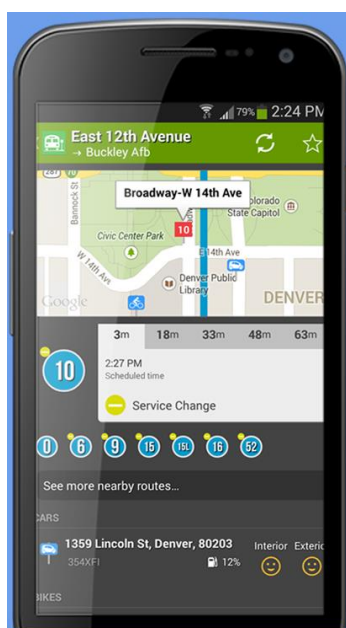 79% 2:24 PM
East 12th Avenue
→ Buckley Afb
287
Bannock St
Broadway-W 14th Ave
10
Colorado
State Capitol
Civic Center Park
E 14th Ave
W 14th Ave
Denver Public
Library
Google
DENVER
3m 18m 33m 48m 63m
10
2:27 PM
Scheduled time
Service Change
0 6 9 15 15L 16 52
See more nearby routes...
CARS
1359 Lincoln St, Denver, 80203 Interior Exterio
354XFI 12%
BIKES